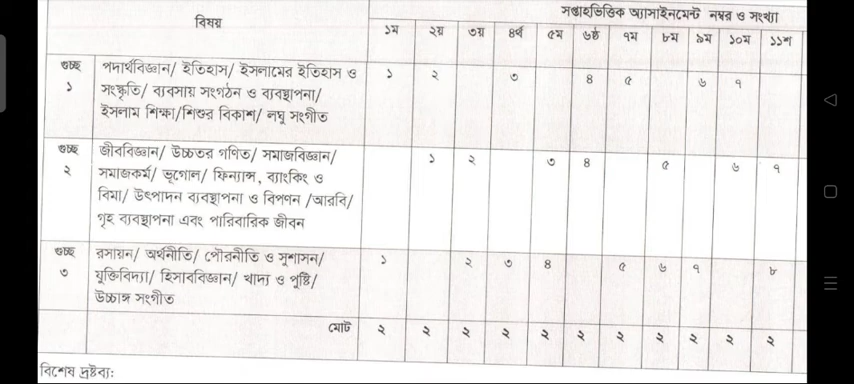 বিষয় সপ্তাহভিত্তিক অ্যাসাইনমেন্ট নম্বর ও সংখ্যা
১ম ২য় ৩য় ৪র্থ ৫ম ৬ষ্ঠ ৭ম ৮ম ৯ম ১০ম ১১শ
গুচ্ছ ১ পদার্থবিজ্ঞান/ ইতিহাস/ ইসলামের ইতিহাস ও ১ ২ ৩ ৪ ৫ ৬ ৭
সংস্কৃতি/ ব্যবসায় সংগঠন ও ব্যবস্থাপনা/
ইসলাম শিক্ষা/শিশুর বিকাশ/ লঘু সংগীত
গুচ্ছ ২ জীববিজ্ঞান/ উচ্চতর গণিত/ সমাজবিজ্ঞান/ ১ ২ ৩ ৪ ৫ ৬ ৭
সমাজকর্ম/ ভূগোল/ ফিন্যান্স, ব্যাংকিং ও
বিমা/ উৎপাদন ব্যবস্থাপনা ও বিপণন /আরবি/
গৃহ ব্যবস্থাপনা এবং পারিবারিক জীবন
গুচ্ছ ৩ রসায়ন/ অর্থনীতি/ পৌরনীতি ও সুশাসন/ ১ ২ ৩ ৪ ৫ ৬ ৭ ৮
যুক্তিবিদ্যা/ হিসাববিজ্ঞান/ খাদ্য ও পুষ্টি/
উচ্চাঙ্গ সংগীত
মোট ২ ২ ২ ২ ২ ২ ২ ২ ২ ২ ২
বিশেষ দ্রষ্টব্য: